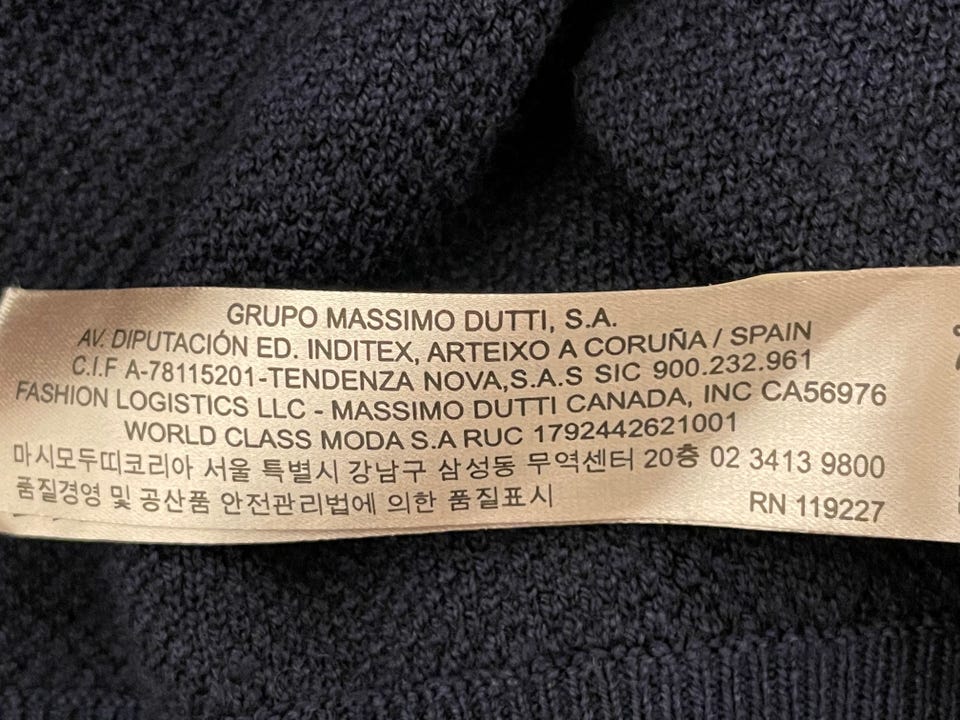 GRUPO MASSIMO DUTTI, S.A.
AV. DIPUTACIÓN ED. INDITEX, ARTEIXO A CORUÑA / SPAIN
C.I.F A-78115201-TENDENZA NOVA,S.A.S SIC 900.232.961
FASHION LOGISTICS LLC - MASSIMO DUTTI CANADA, INC CA56976
WORLD CLASS MODA S.A RUC 1792442621001
마시모두띠코리아 서울 특별시 강남구 삼성동 무역센터 20층 02 3413 9800
품질경영 및 공산품 안전관리법에 의한 품질표시
RN 119227